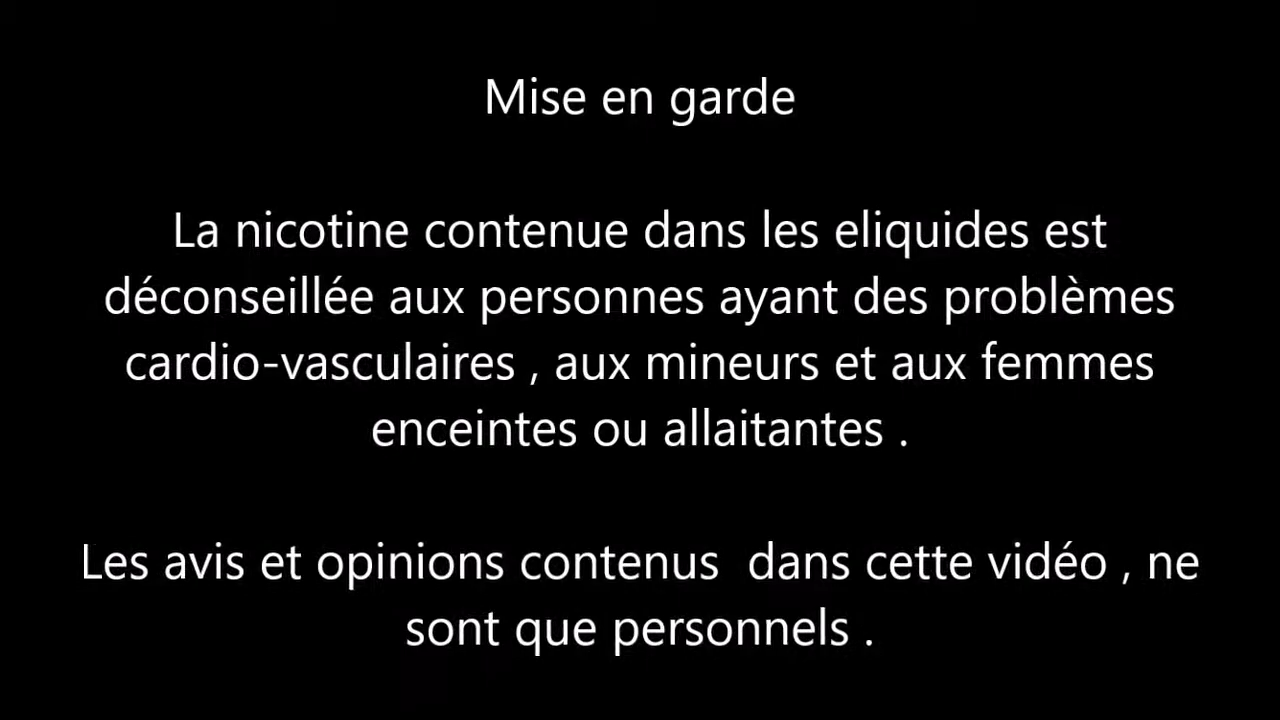 Mise en garde
La nicotine contenue dans les eliquides est
déconseillée aux personnes ayant des problèmes
cardio-vasculaires , aux mineurs et aux femmes
enceintes ou allaitantes .
Les avis et opinions contenus  dans cette vidéo , ne
sont que personnels .